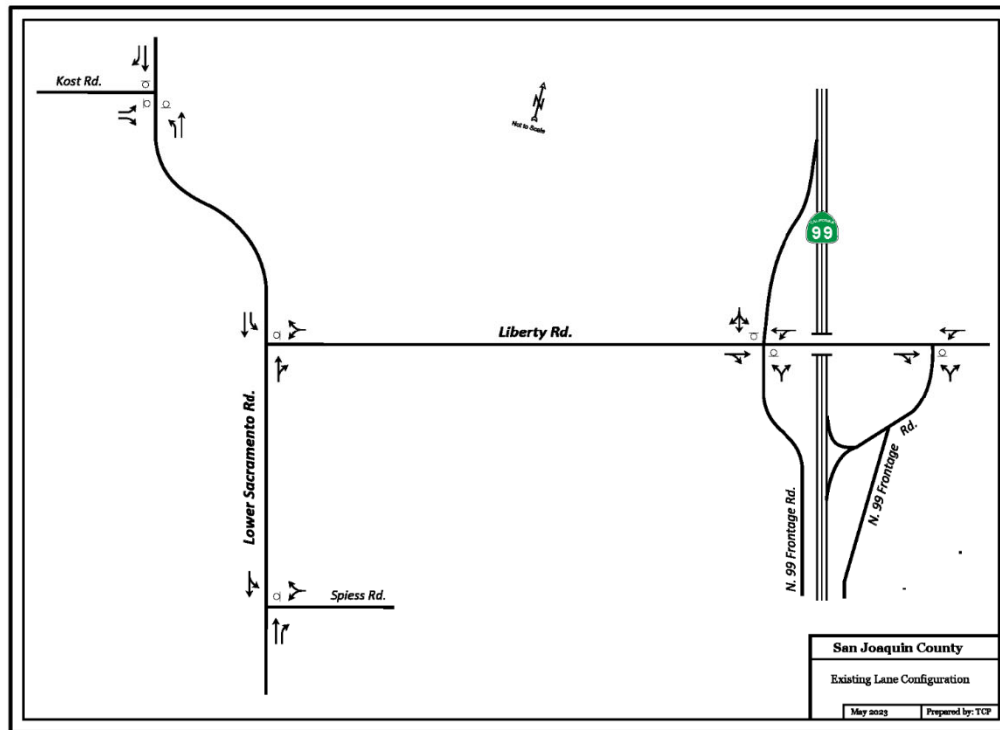 Kost Rd.
N
Not to Scale
CALIFORNIA
99
Liberty Rd.
Lower Sacramento Rd.
N. 99 Frontage Rd.
N. 99 Frontage Rd.
Spiess Rd.
San Joaquin County
Existing Lane Configuration
May 2023
Prepared by: TCP